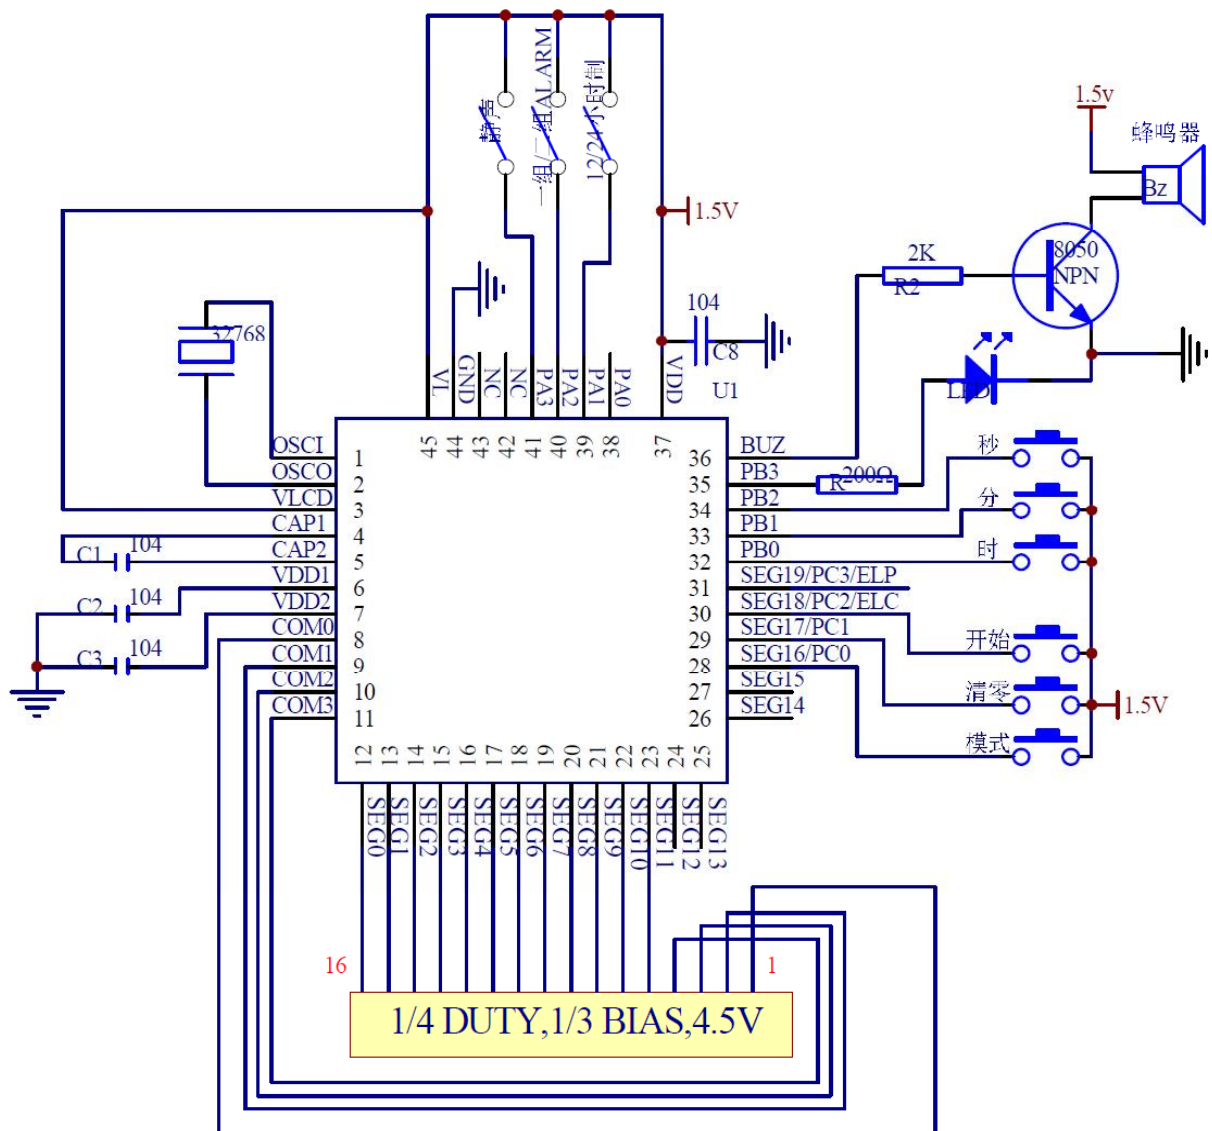 静声
一组/二组ALARM
12/24小时制
1.5v
蜂鸣器
Bz
1.5V
8050
NPN
2K
R2
104
C8
U1
32768
VL
GND
NC
NC
PA3
PA2
PA1
PA0
VDD
45
44
43
42
41
40
39
38
37
LED
OSCI
1
OSCO
2
VLCD
3
CAP1
4
CAP2
5
VDD1
6
VDD2
7
COM0
8
COM1
9
COM2
10
COM3
11
C1
104
C2
104
C3
104
36
BUZ
35
PB3
34
PB2
33
PB1
32
PB0
31
SEG19/PC3/ELP
30
SEG18/PC2/ELC
29
SEG17/PC1
28
SEG16/PC0
27
SEG15
26
SEG14
R
200Ω
秒
分
时
开始
清零
模式
1.5V
12
13
14
15
16
17
18
19
20
21
22
23
24
25
SEG0
SEG1
SEG2
SEG3
SEG4
SEG5
SEG6
SEG7
SEG8
SEG9
SEG10
SEG11
SEG12
SEG13
16
1
1/4 DUTY,1/3 BIAS,4.5V